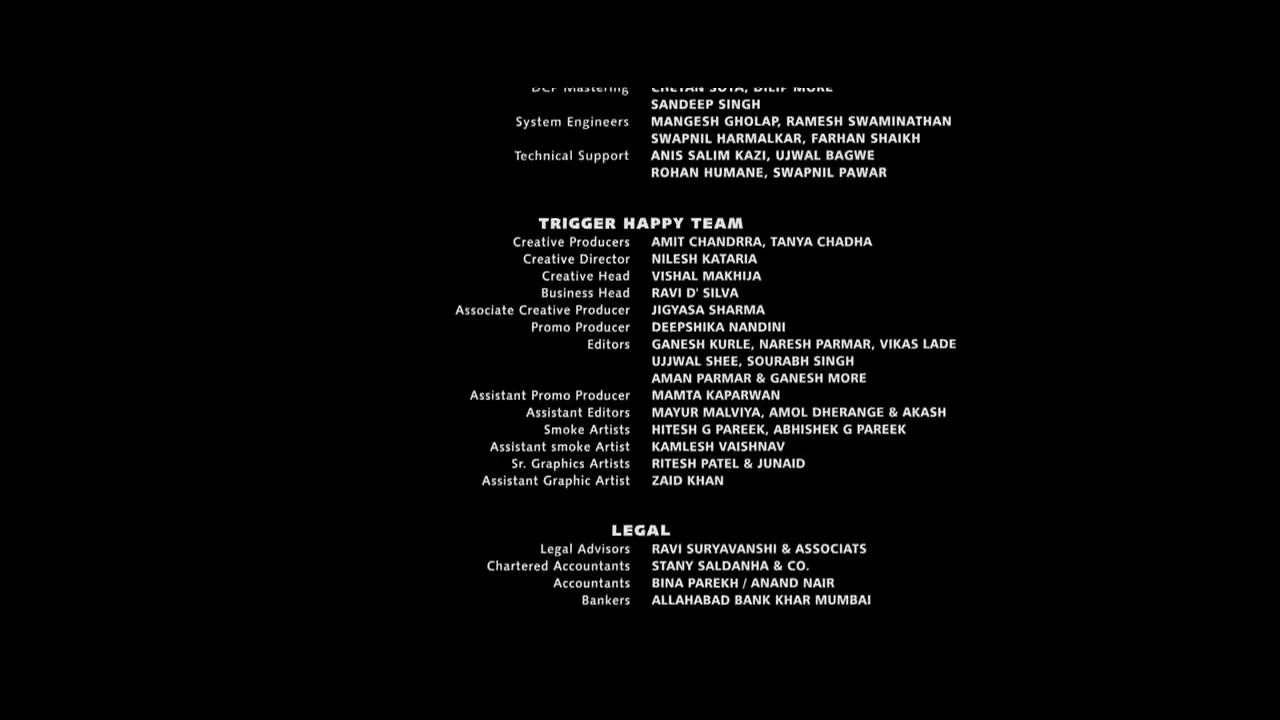 DCP Mastering CHETAN SUTA, DILIP MORE
SANDEEP SINGH
System Engineers MANGESH GHOLAP, RAMESH SWAMINATHAN
SWAPNIL HARMALKAR, FARHAN SHAIKH
Technical Support ANIS SALIM KAZI, UJWAL BAGWE
ROHAN HUMANE, SWAPNIL PAWAR
TRIGGER HAPPY TEAM
Creative Producers AMIT CHANDRRA, TANYA CHADHA
Creative Director NILESH KATARIA
Creative Head VISHAL MAKHIJA
Business Head RAVI D' SILVA
Associate Creative Producer JIGYASA SHARMA
Promo Producer DEEPSHIKA NANDINI
Editors GANESH KURLE, NARESH PARMAR, VIKAS LADE
UJJWAL SHEE, SOURABH SINGH
AMAN PARMAR & GANESH MORE
Assistant Promo Producer MAMTA KAPARWAN
Assistant Editors MAYUR MALVIYA, AMOL DHERANGE & AKASH
Smoke Artists HITESH G PAREEK, ABHISHEK G PAREEK
Assistant smoke Artist KAMLESH VAISHNAV
Sr. Graphics Artists RITESH PATEL & JUNAID
Assistant Graphic Artist ZAID KHAN
LEGAL
Legal Advisors RAVI SURYAVANSHI & ASSOCIATS
Chartered Accountants STANY SALDANHA & CO.
Accountants BINA PAREKH / ANAND NAIR
Bankers ALLAHABAD BANK KHAR MUMBAI